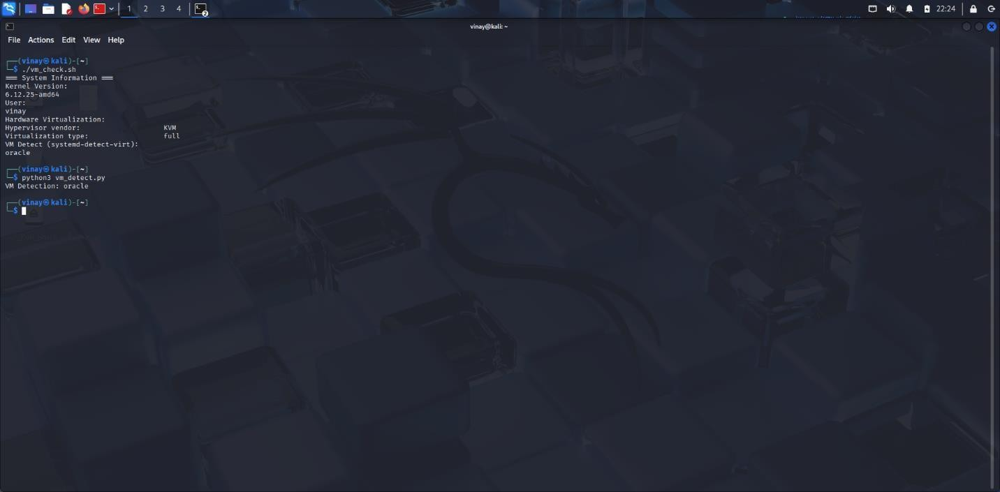 1 2 3 4
22:24
vinay@kali: ~
File Actions Edit View Help
┌──(vinay㉿kali)-[~]
└─$ ./vm_check.sh
=== System Information ===
Kernel Version:
6.12.25-amd64
User:
vinay
Hardware Virtualization:
Hypervisor vendor: KVM
Virtualization type: full
VM Detect (systemd-detect-virt):
oracle
┌──(vinay㉿kali)-[~]
└─$ python3 vm_detect.py
VM Detection: oracle
┌──(vinay㉿kali)-[~]
└─$